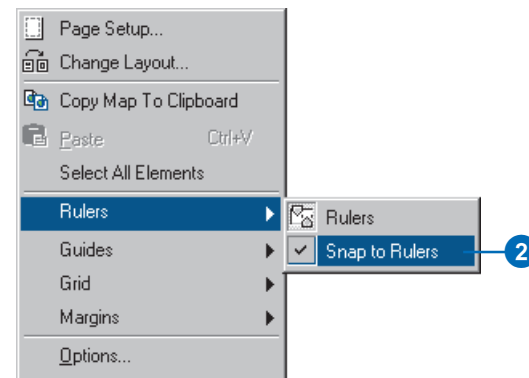 Page Setup...
Change Layout...
Copy Map To Clipboard
Paste Ctrl+V
Select All Elements
Rulers
Rulers
Guides
Snap to Rulers
2
Grid
Margins
Options...